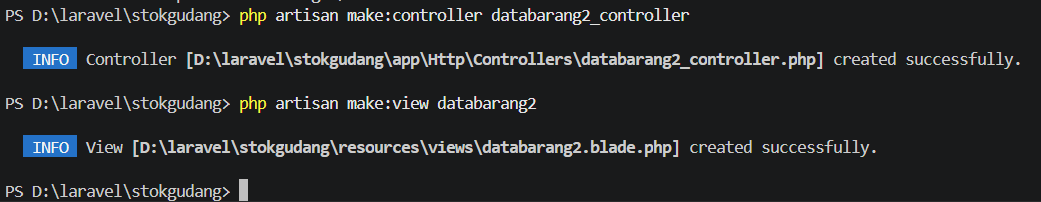 PS D:\laravel\stokgudang> php artisan make:controller databarang2_controller
INFO Controller [D:\laravel\stokgudang\app\Http\Controllers\databarang2_controller.php] created successfully.
PS D:\laravel\stokgudang> php artisan make:view databarang2
INFO View [D:\laravel\stokgudang\resources\views\databarang2.blade.php] created successfully.
PS D:\laravel\stokgudang>